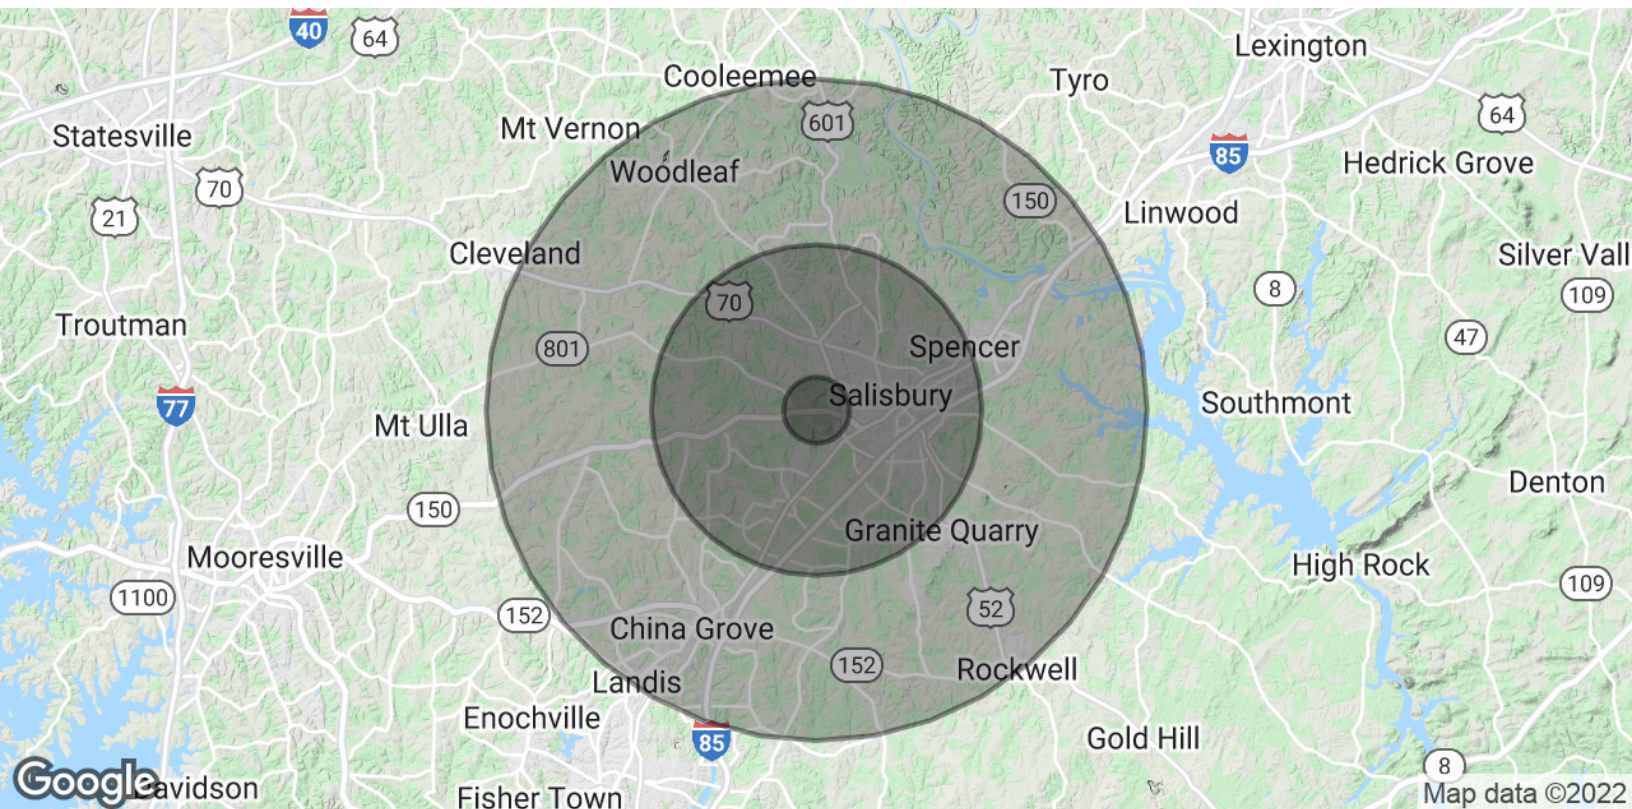 40
64
Lexington
Cooleemee
Tyro
64
Statesville
Mt Vernon
601
85
Hedrick Grove
Woodleaf
70
150
21
Linwood
Cleveland
Silver Vall
8
109
70
Troutman
47
801
Spencer
Salisbury
77
Southmont
Mt Ulla
Denton
150
Granite Quarry
Mooresville
High Rock
1100
109
152
52
China Grove
152
Rockwell
Landis
Enochville
85
Gold Hill
8
Google
Davidson
Fisher Town
Map data ©2022